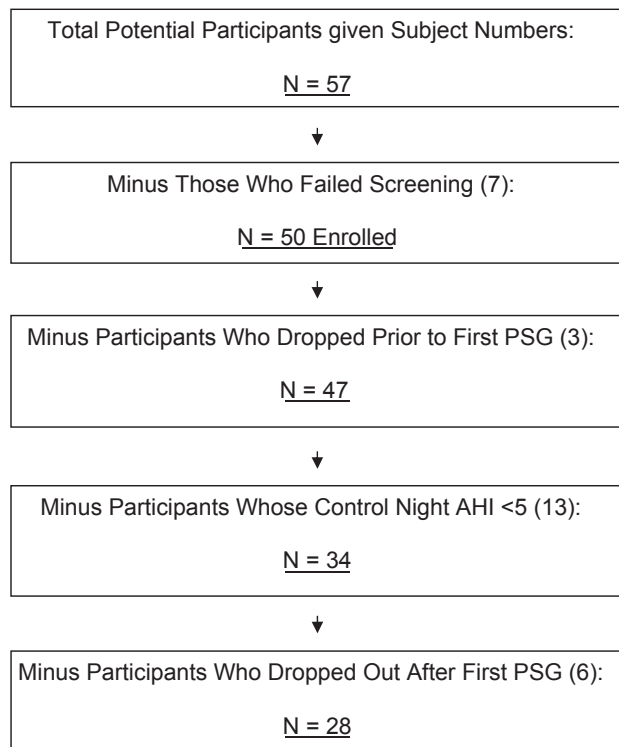 Total Potential Participants given Subject Numbers:
N = 57
Minus Those Who Failed Screening (7):
N = 50 Enrolled
Minus Participants Who Dropped Prior to First PSG (3):
N = 47
Minus Participants Whose Control Night AHI <5 (13):
N = 34
Minus Participants Who Dropped Out After First PSG (6):
N = 28